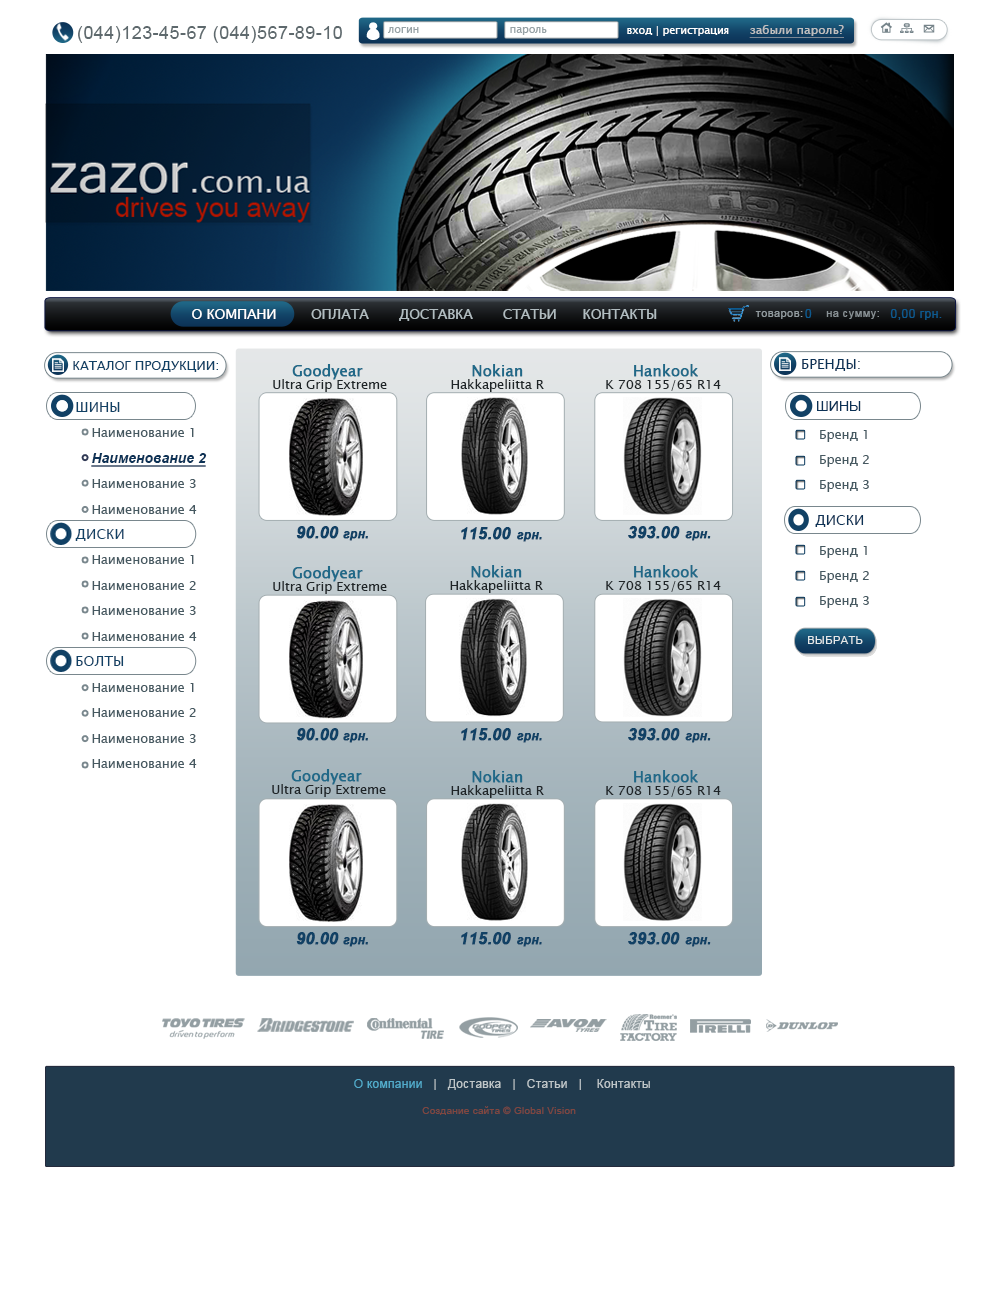 (044)123-45-67 (044)567-89-10
логин
пароль
вход | регистрация
забыли пароль?
zazor.com.ua
drives you away
О КОМПАНИ
ОПЛАТА
ДОСТАВКА
СТАТЬИ
КОНТАКТЫ
товаров: 0
на сумму: 0,00 грн.
КАТАЛОГ ПРОДУКЦИИ:
ШИНЫ
Наименование 1
Наименование 2
Наименование 3
Наименование 4
ДИСКИ
Наименование 1
Наименование 2
Наименование 3
Наименование 4
БОЛТЫ
Наименование 1
Наименование 2
Наименование 3
Наименование 4
Goodyear
Ultra Grip Extreme
90.00 грн.
Nokian
Hakkapeliitta R
115.00 грн.
Hankook
K 708 155/65 R14
393.00 грн.
Goodyear
Ultra Grip Extreme
90.00 грн.
Nokian
Hakkapeliitta R
115.00 грн.
Hankook
K 708 155/65 R14
393.00 грн.
Goodyear
Ultra Grip Extreme
90.00 грн.
Nokian
Hakkapeliitta R
115.00 грн.
Hankook
K 708 155/65 R14
393.00 грн.
БРЕНДЫ:
ШИНЫ
Бренд 1
Бренд 2
Бренд 3
ДИСКИ
Бренд 1
Бренд 2
Бренд 3
ВЫБРАТЬ
TOYO TIRES
driven to perform
BRIDGESTONE
Continental
TIRE
COOPER
TIRES
AVON
TYRES
TIRE
FACTORY
PIRELLI
DUNLOP
О компании | Доставка | Статьи | Контакты
Создание сайта © Global Vision